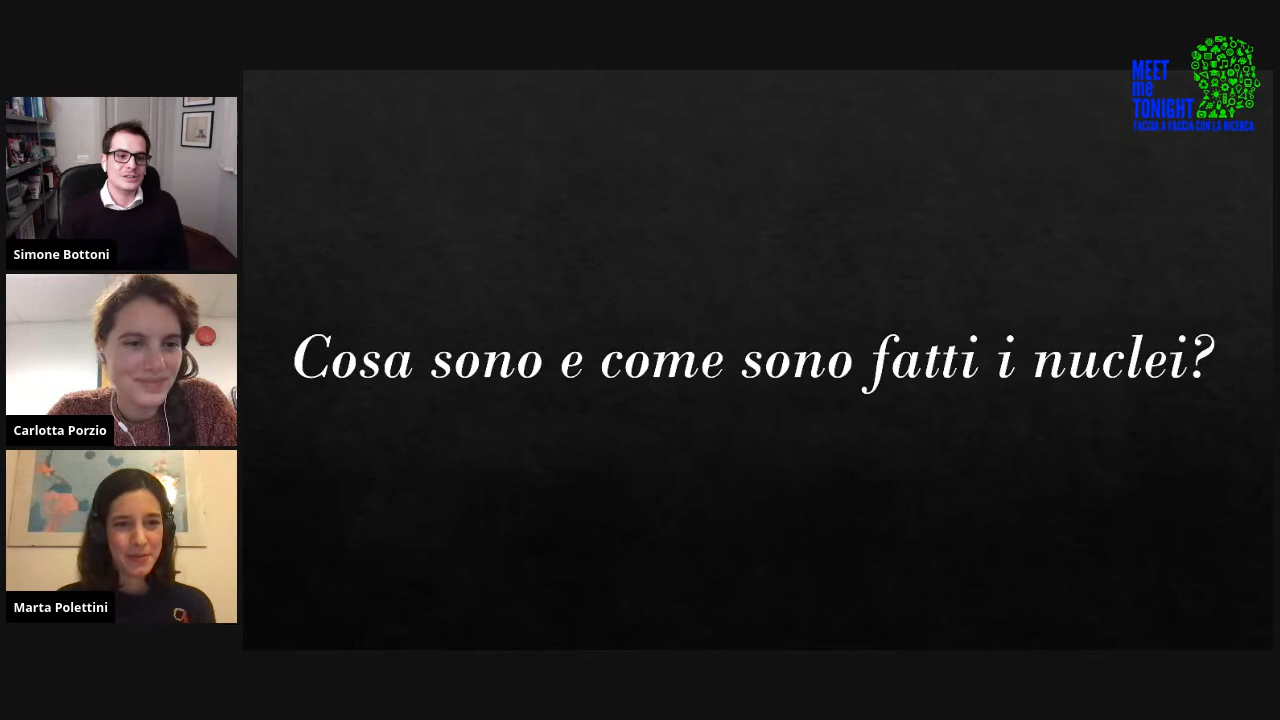 MEET
me
TONIGHT
FACCIA A FACCIA CON LA RICERCA
Simone Bottoni
Cosa sono e come sono fatti i nuclei?
Carlotta Porzio
Marta Polettini